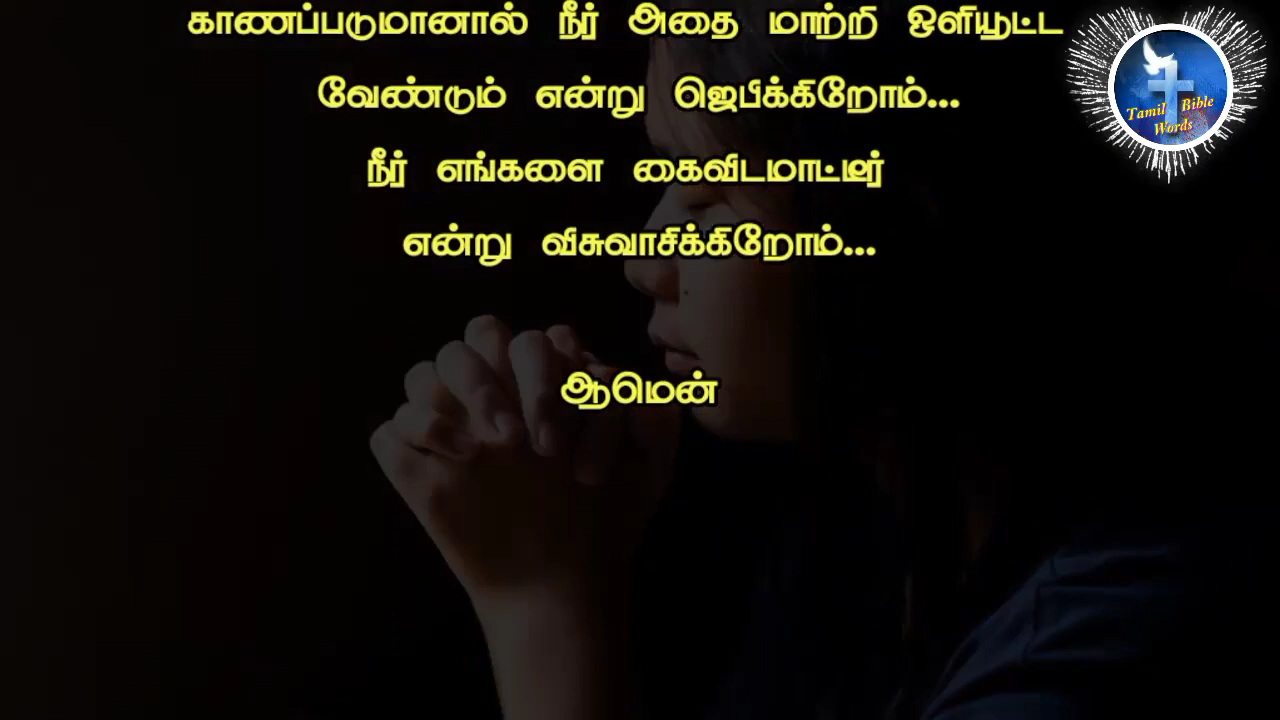 காணப்படுமானால் நீர் அதை மாற்றி ஒளியூட்ட
வேண்டும் என்று ஜெபிக்கிறோம்...
நீர் எங்களை கைவிடமாட்டீர்
என்று விசுவாசிக்கிறோம்...
ஆமென்
Tamil Bible
Words